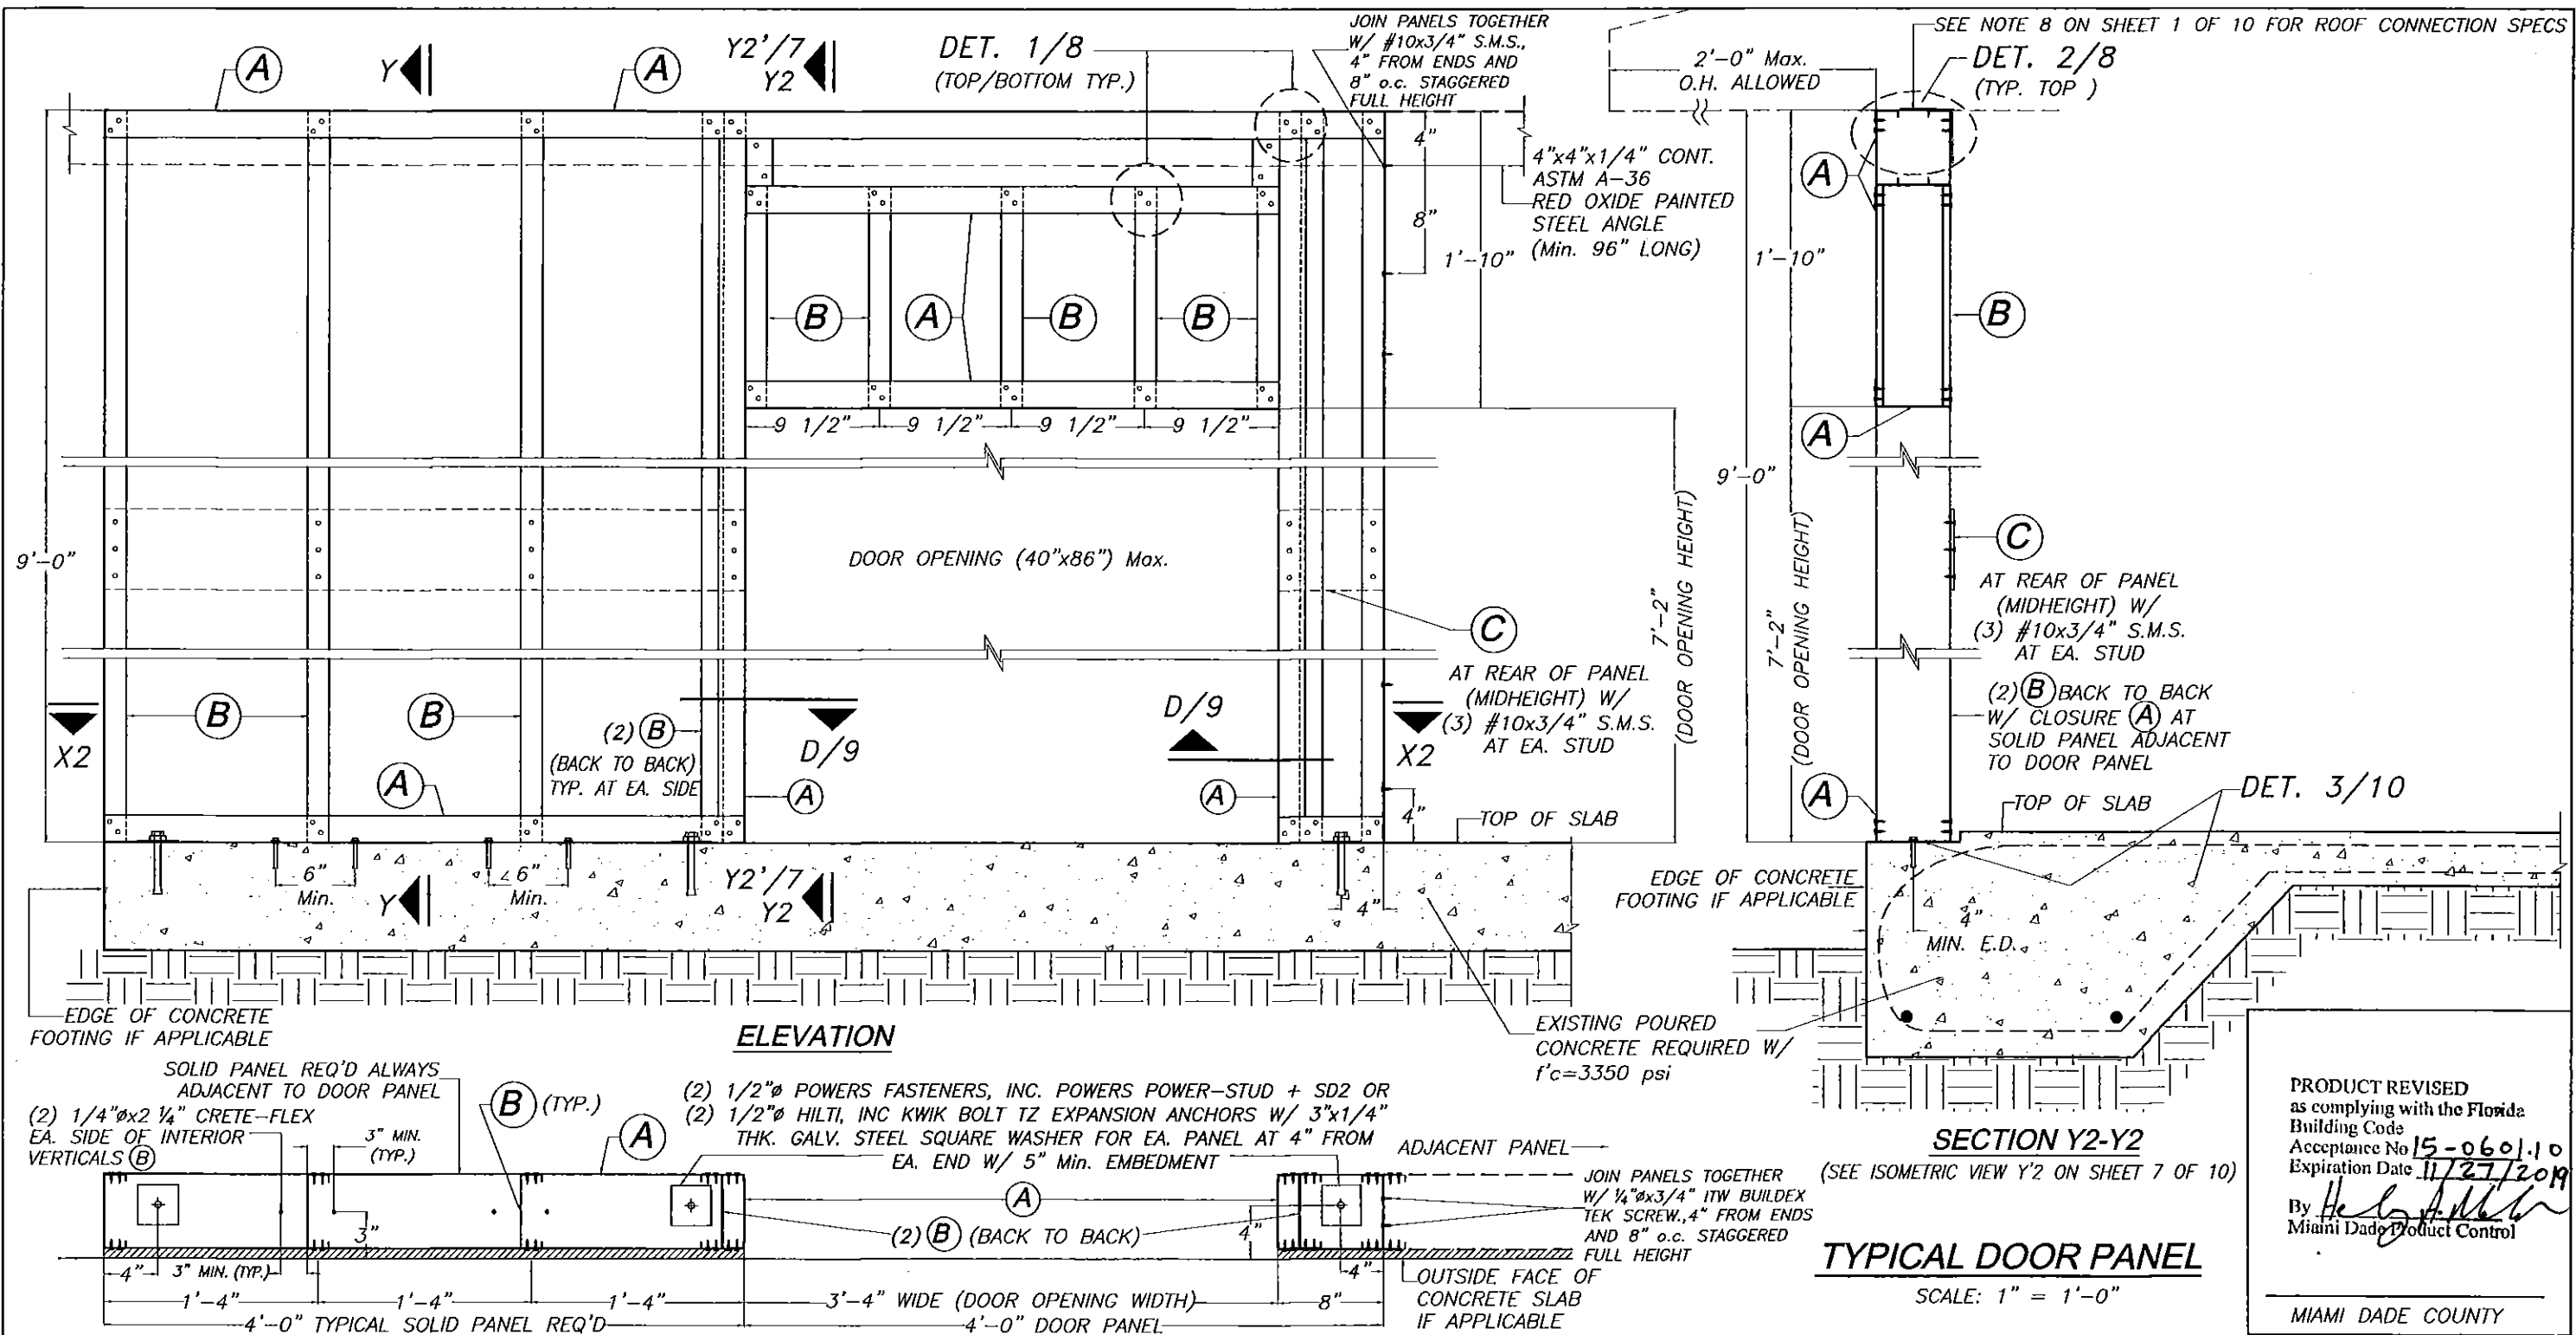 JOIN PANELS TOGETHER
W/ #10x3/4" S.M.S.,
4" FROM ENDS AND
8" o.c. STAGGERED
FULL HEIGHT
SEE NOTE 8 ON SHEET 1 OF 10 FOR ROOF CONNECTION SPECS
A
Y
A
Y2'/7
Y2
DET. 1/8
(TOP/BOTTOM TYP.)
2'-0" Max.
O.H. ALLOWED
DET. 2/8
(TYP. TOP )
4"
8"
1'-10"
4"x4"x1/4" CONT.
ASTM A-36
RED OXIDE PAINTED
STEEL ANGLE
(Min. 96" LONG)
1'-10"
A
B
A
B
A
B
B
9 1/2"
9 1/2"
9 1/2"
9 1/2"
9'-0"
9'-0"
DOOR OPENING (40"x86") Max.
7'-2"
(DOOR OPENING HEIGHT)
7'-2"
(DOOR OPENING HEIGHT)
C
AT REAR OF PANEL
(MIDHEIGHT) W/
(3) #10x3/4" S.M.S.
AT EA. STUD
C
AT REAR OF PANEL
(MIDHEIGHT) W/
(3) #10x3/4" S.M.S.
AT EA. STUD
(2) B BACK TO BACK
W/ CLOSURE A AT
SOLID PANEL ADJACENT
TO DOOR PANEL
X2
B
B
(2) B
(BACK TO BACK)
TYP. AT EA. SIDE
D/9
D/9
X2
A
A
A
A
4"
TOP OF SLAB
TOP OF SLAB
DET. 3/10
6"
Min.
6"
Min.
Y
Y2'/7
Y2
4"
EDGE OF CONCRETE
FOOTING IF APPLICABLE
4"
MIN. E.D.
EDGE OF CONCRETE
FOOTING IF APPLICABLE
ELEVATION
EXISTING POURED
CONCRETE REQUIRED W/
f'c=3350 psi
SOLID PANEL REQ'D ALWAYS
ADJACENT TO DOOR PANEL
(2) 1/4"øx2 ¼" CRETE-FLEX
EA. SIDE OF INTERIOR
VERTICALS B
3" MIN.
(TYP.)
B (TYP.)
A
(2) 1/2"ø POWERS FASTENERS, INC. POWERS POWER-STUD + SD2 OR
(2) 1/2"ø HILTI, INC KWIK BOLT TZ EXPANSION ANCHORS W/ 3"x1/4"
THK. GALV. STEEL SQUARE WASHER FOR EA. PANEL AT 4" FROM
EA. END W/ 5" Min. EMBEDMENT
ADJACENT PANEL
JOIN PANELS TOGETHER
W/ ¼"øx3/4" ITW BUILDEX
TEK SCREW.,4" FROM ENDS
AND 8" o.c. STAGGERED
FULL HEIGHT
A
(2) B (BACK TO BACK)
3"
4"
4"
3" MIN. (TYP.)
4"
OUTSIDE FACE OF
CONCRETE SLAB
IF APPLICABLE
1'-4"
1'-4"
1'-4"
3'-4" WIDE (DOOR OPENING WIDTH)
8"
4'-0" TYPICAL SOLID PANEL REQ'D
4'-0" DOOR PANEL
SECTION Y2-Y2
(SEE ISOMETRIC VIEW Y'2 ON SHEET 7 OF 10)
TYPICAL DOOR PANEL
SCALE: 1" = 1'-0"
PRODUCT REVISED
as complying with the Florida
Building Code
Acceptance No 15-0601.10
Expiration Date 11/27/2019
By
Miami Dade Product Control
MIAMI DADE COUNTY